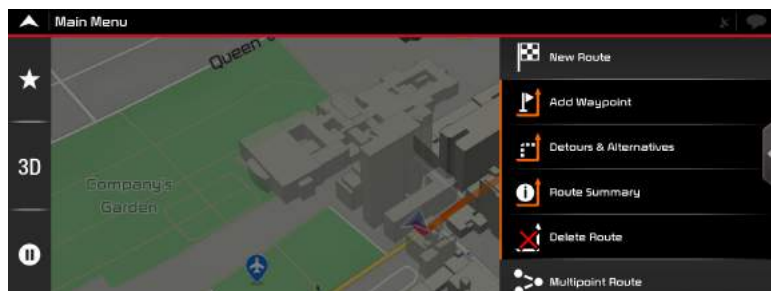 Main Menu
Queen
New Route
Add Waypoint
3D
Detours & Alternatives
Company's
Garden
Route Summary
Delete Route
Multipoint Route